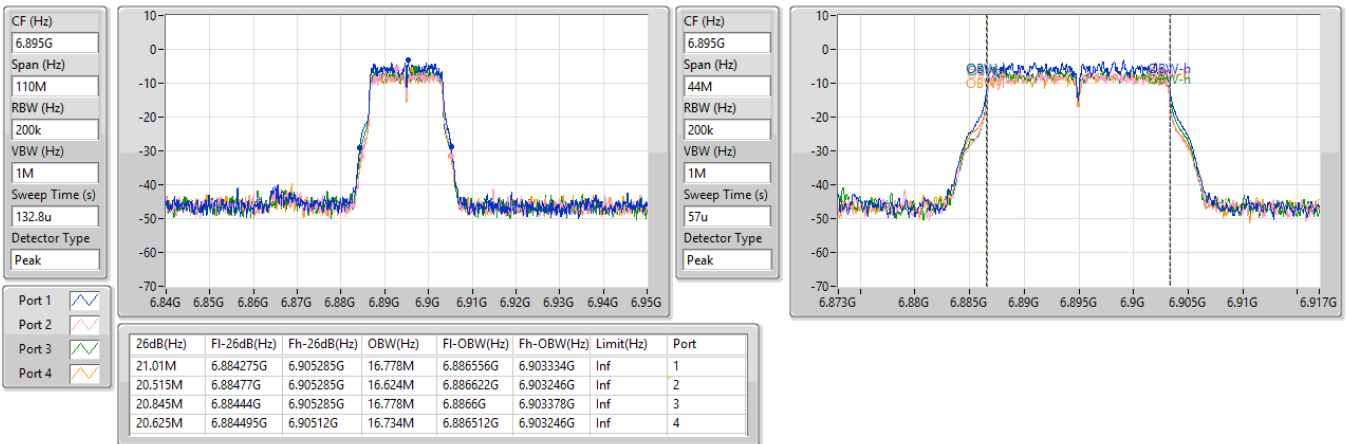 CF (Hz)
6.895G
Span (Hz)
110M
RBW (Hz)
200k
VBW (Hz)
1M
Sweep Time (s)
132.8u
Detector Type
Peak
10
0
-10
-20
-30
-40
-50
-60
-70
6.84G 6.85G 6.86G 6.87G 6.88G 6.89G 6.9G 6.91G 6.92G 6.93G 6.94G 6.95G
CF (Hz)
6.895G
Span (Hz)
44M
RBW (Hz)
200k
VBW (Hz)
1M
Sweep Time (s)
57u
Detector Type
Peak
10
0
-10
-20
-30
-40
-50
-60
-70
OBW-h
6.873G 6.88G 6.885G 6.89G 6.895G 6.9G 6.905G 6.91G 6.917G
Port 1
Port 2
Port 3
Port 4
26dB(Hz) Fl-26dB(Hz) Fh-26dB(Hz) OBW(Hz) Fl-OBW(Hz) Fh-OBW(Hz) Limit(Hz) Port
21.01M 6.884275G 6.905285G 16.778M 6.886556G 6.903334G Inf 1
20.515M 6.88477G 6.905285G 16.624M 6.886622G 6.903246G Inf 2
20.845M 6.88444G 6.905285G 16.778M 6.8866G 6.903378G Inf 3
20.625M 6.884495G 6.90512G 16.734M 6.886512G 6.903246G Inf 4